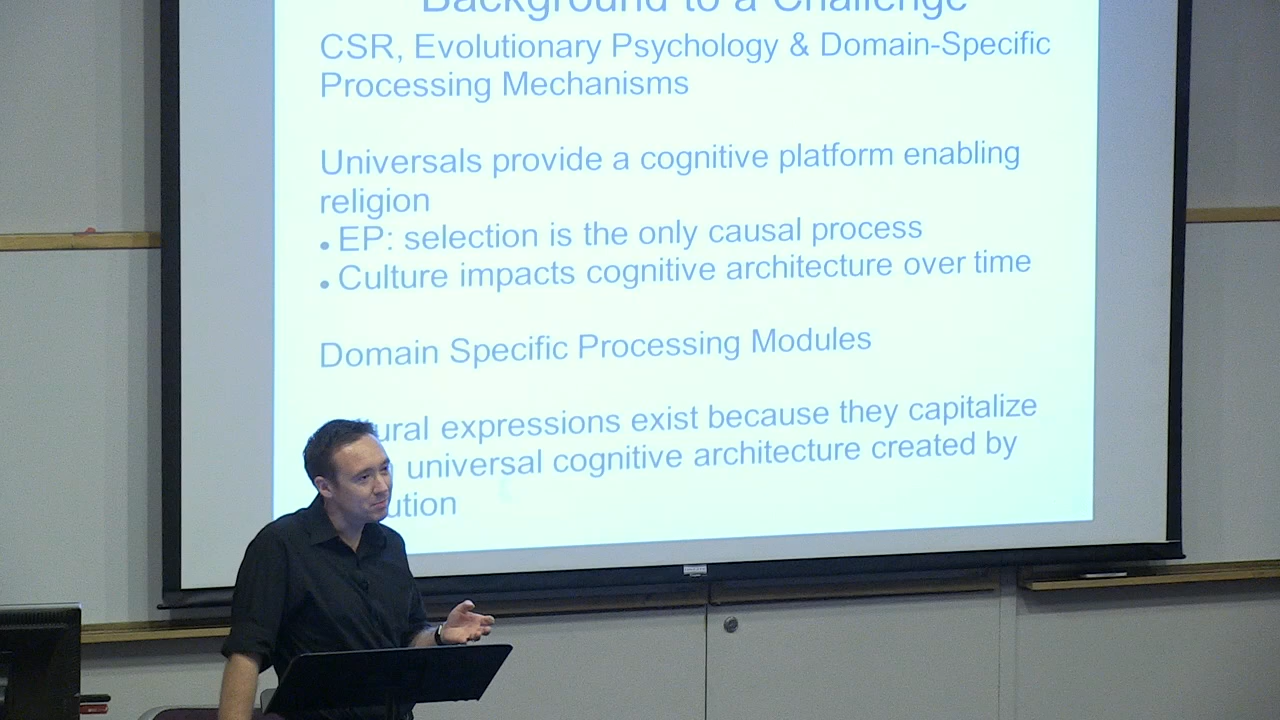 Background to a Challenge
CSR, Evolutionary Psychology & Domain-Specific
Processing Mechanisms
Universals provide a cognitive platform enabling
religion
• EP: selection is the only causal process
• Culture impacts cognitive architecture over time
Domain Specific Processing Modules
ural expressions exist because they capitalize
universal cognitive architecture created by
ution